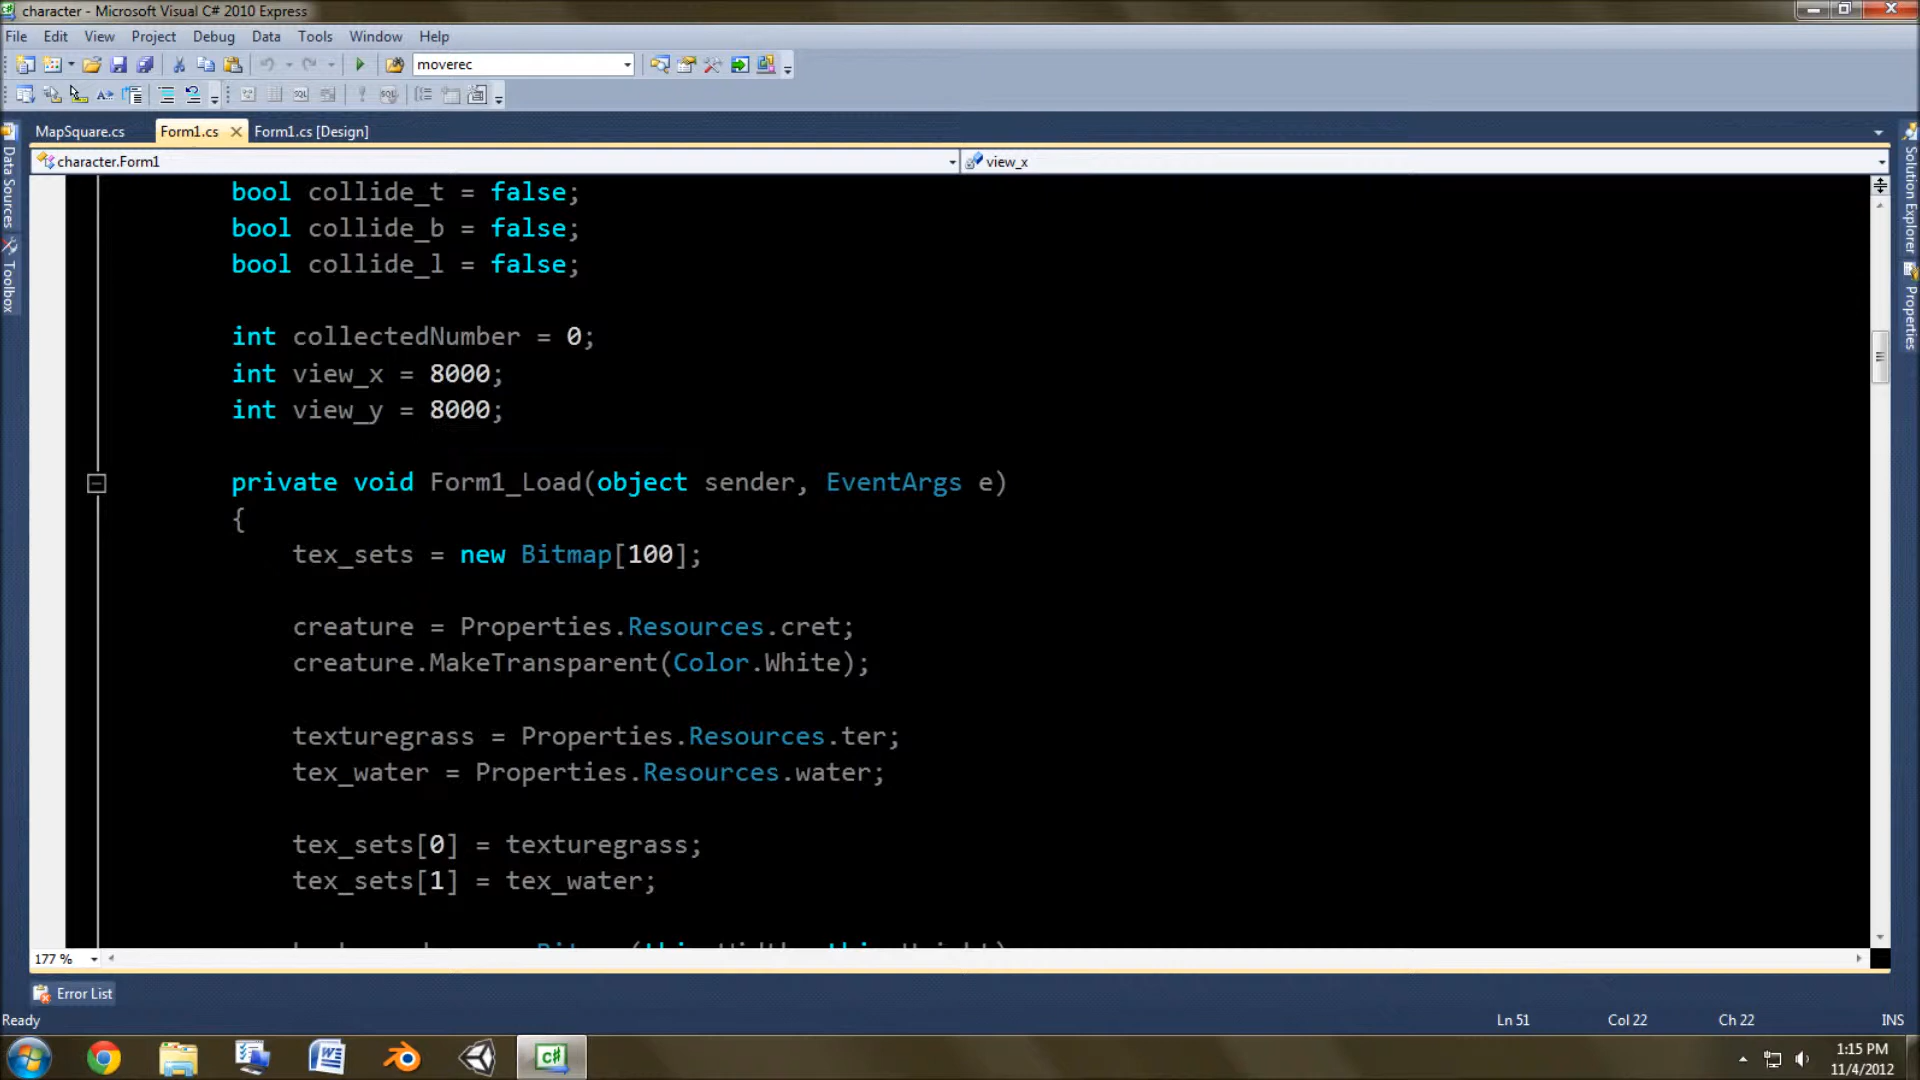 character - Microsoft Visual C# 2010 Express
File Edit View Project Debug Data Tools Window Help
moverec
MapSquare.cs Form1.cs Form1.cs [Design]
character.Form1 view_x
Data Sources
Toolbox
Solution Explorer
Properties
bool collide_t = false;
bool collide_b = false;
bool collide_l = false;
int collectedNumber = 0;
int view_x = 8000;
int view_y = 8000;
private void Form1_Load(object sender, EventArgs e)
{
tex_sets = new Bitmap[100];
creature = Properties.Resources.cret;
creature.MakeTransparent(Color.White);
texturegrass = Properties.Resources.ter;
tex_water = Properties.Resources.water;
tex_sets[0] = texturegrass;
tex_sets[1] = tex_water;
177 %
Error List
Ready Ln 51 Col 22 Ch 22 INS
1:15 PM
11/4/2012